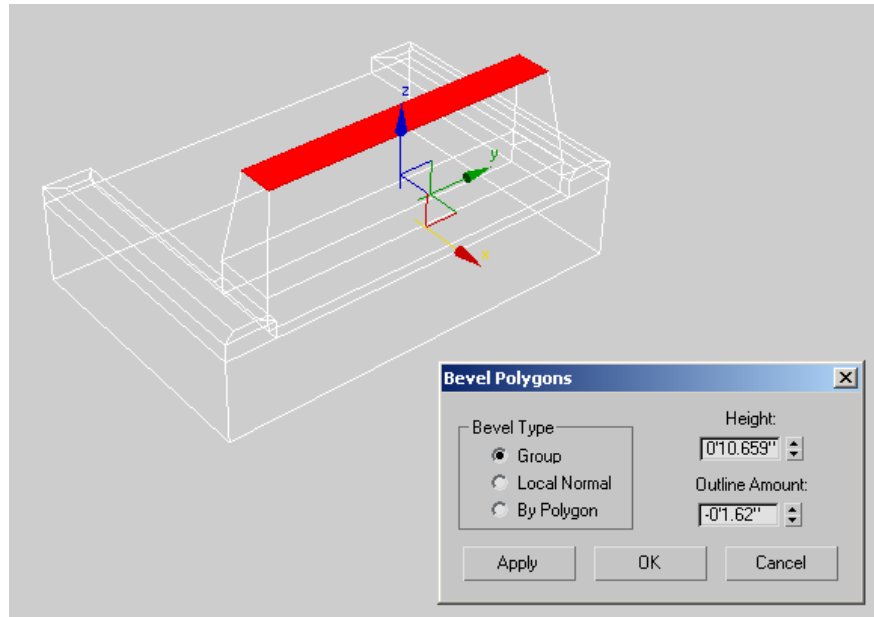 z
y
x
Bevel Polygons
Bevel Type
Group
Local Normal
By Polygon
Height:
0'10.659"
Outline Amount:
-0'1.62"
Apply
OK
Cancel